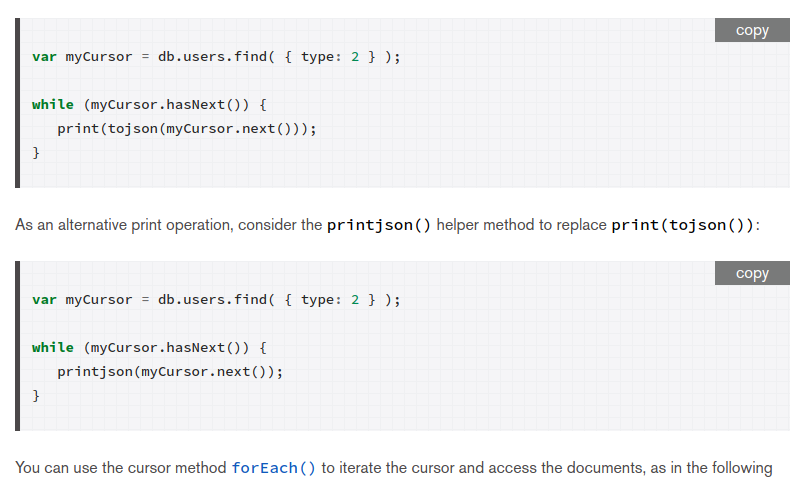 copy
var myCursor = db.users.find( { type: 2 } );
while (myCursor.hasNext()) {
   print(tojson(myCursor.next()));
}
As an alternative print operation, consider the printjson() helper method to replace print(tojson()):
copy
var myCursor = db.users.find( { type: 2 } );
while (myCursor.hasNext()) {
   printjson(myCursor.next());
}
You can use the cursor method forEach() to iterate the cursor and access the documents, as in the following